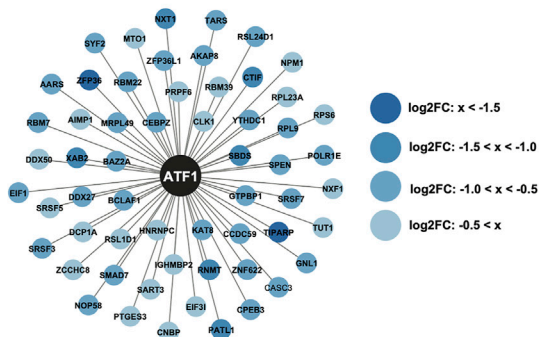 NXT1
TARS
MTO1
RSL24D1
SYF2
AKAP8
ZFP36L1
NPM1
ZFP36
RBM22
CTIF
AARS
PRPF6
RBM39
RPL23A
RPS6
AIMP1
MRPL49
CEBPZ
CLK1
YTHDC1
RPL9
RBM7
DDX50
XAB2
BAZ2A
SBDS
SPEN
POLR1E
ATF1
EIF1
SRSF5
DDX27
BCLAF1
GTPBP1
SRSF7
NXF1
SRSF3
DCP1A
RSL1D1
HNRNPC
KAT8
CCDC59
TIPARP
TUT1
ZCCHC8
SMAD7
IGHMBP2
RNMT
ZNF622
GNL1
SART3
CASC3
NOP58
PTGES3
EIF3I
CPEB3
CNBP
PATL1
log2FC: x < -1.5
log2FC: -1.5 < x < -1.0
log2FC: -1.0 < x < -0.5
log2FC: -0.5 < x